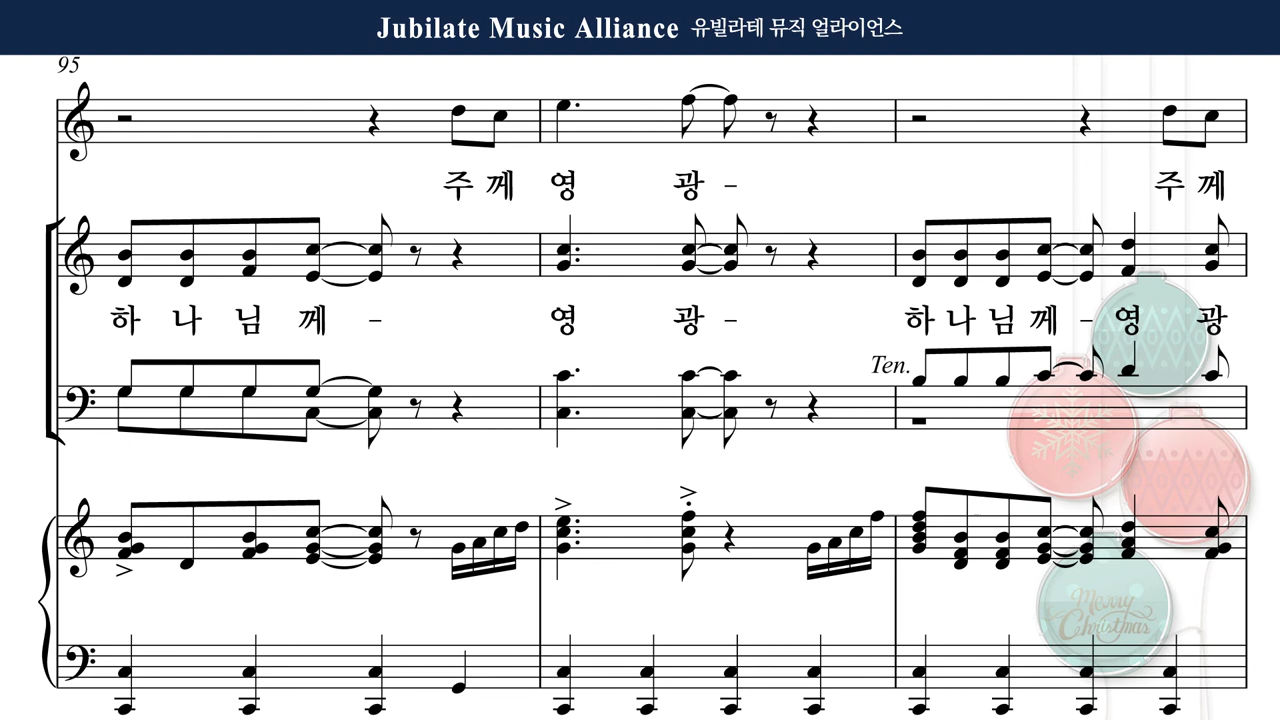 Jubilate Music Alliance 유빌라테 뮤직 얼라이언스
95
주 께 영 광 - 주 께
하 나 님 께 - 영 광 - 하 나 님 께 - 영 광
Ten.
Merry
Christmas